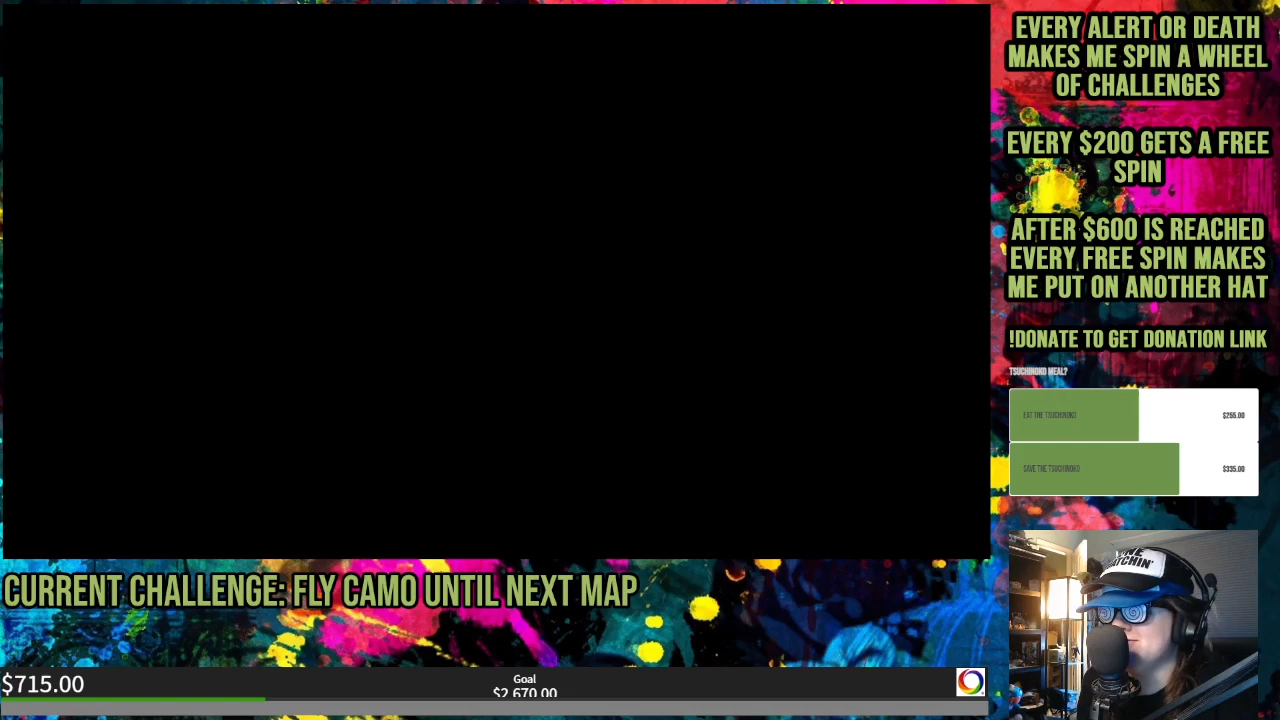 EVERY ALERT OR DEATH
MAKES ME SPIN A WHEEL
OF CHALLENGES
EVERY $200 GETS A FREE
SPIN
AFTER $600 IS REACHED
EVERY FREE SPIN MAKES
ME PUT ON ANOTHER HAT
!DONATE TO GET DONATION LINK
TSUCHINOKO MEAL?
EAT THE TSUCHINOKO
$255.00
SAVE THE TSUCHINOKO
$335.00
CURRENT CHALLENGE: FLY CAMO UNTIL NEXT MAP
$715.00
Goal
$2,670.00